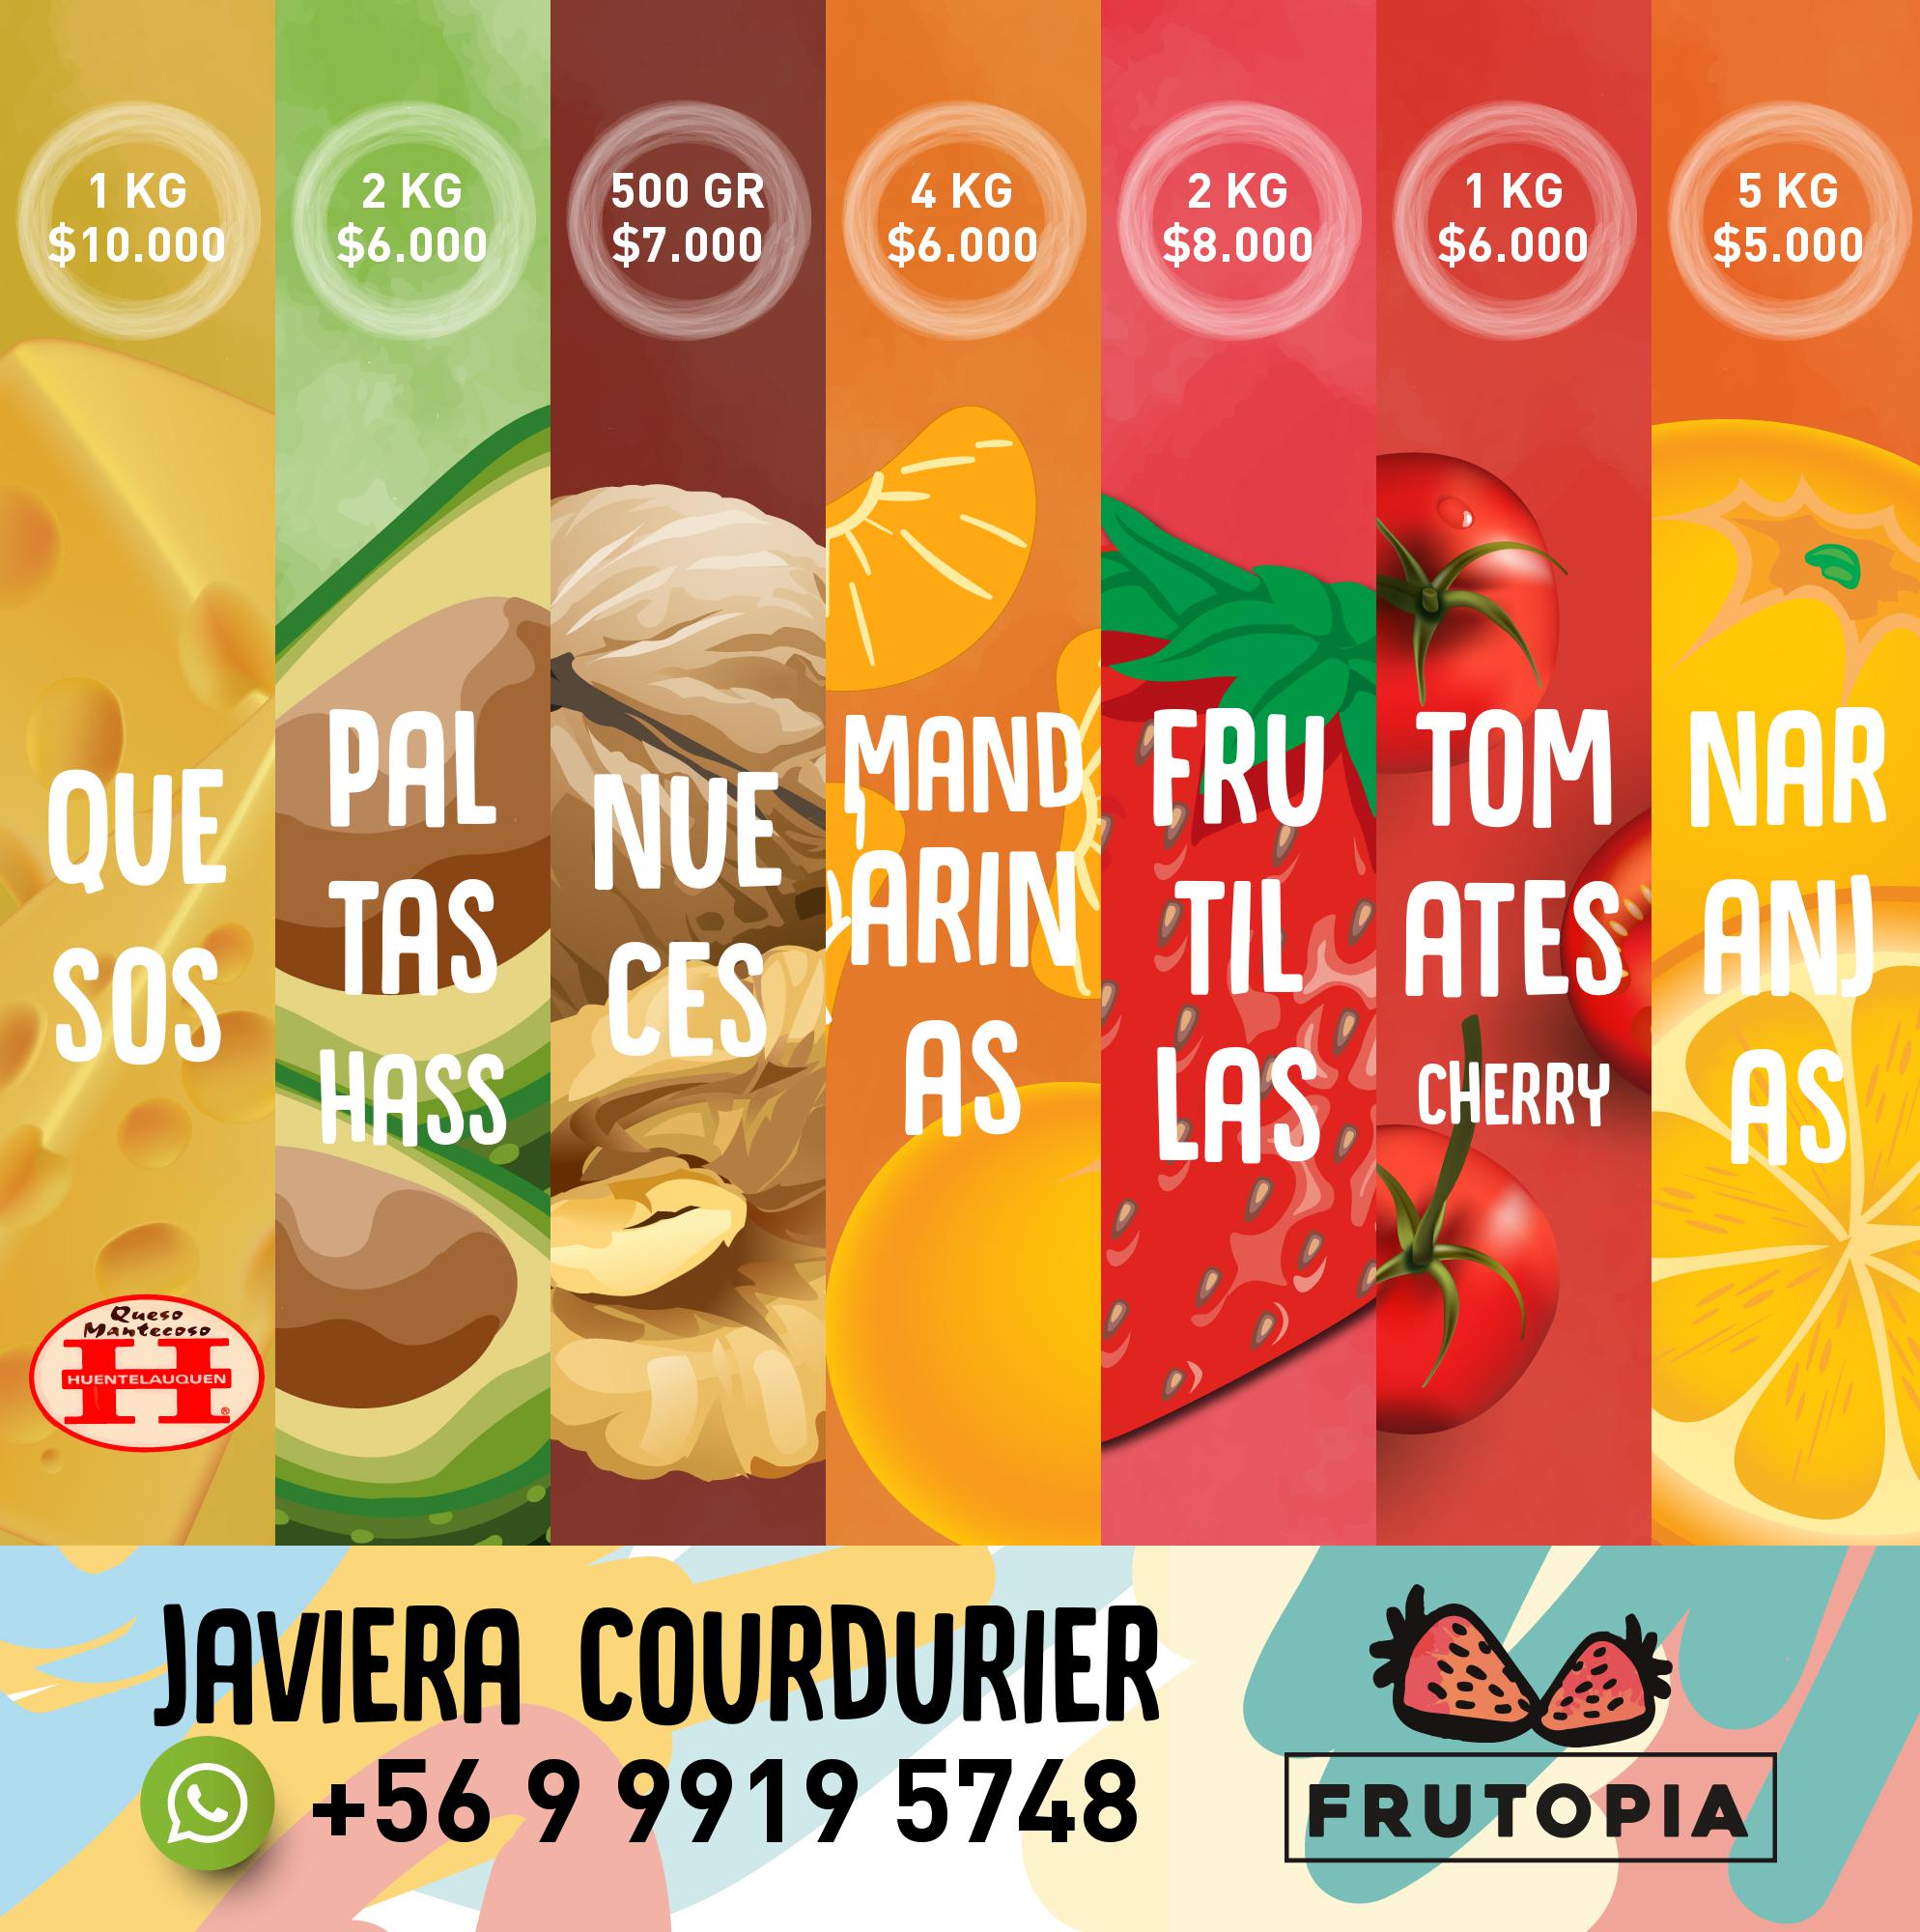 1 KG
$10.000
QUE
SOS
Queso
Mantecoso
H
HUENTELAUQUEN
®
2 KG
$6.000
PAL
TAS
HASS
500 GR
$7.000
NUE
CES
4 KG
$6.000
MAND
ARIN
AS
2 KG
$8.000
FRU
TIL
LAS
1 KG
$6.000
TOM
ATES
CHERRY
5 KG
$5.000
NAR
ANJ
AS
JAVIERA COURDURIER
+56 9 9919 5748
FRUTOPIA